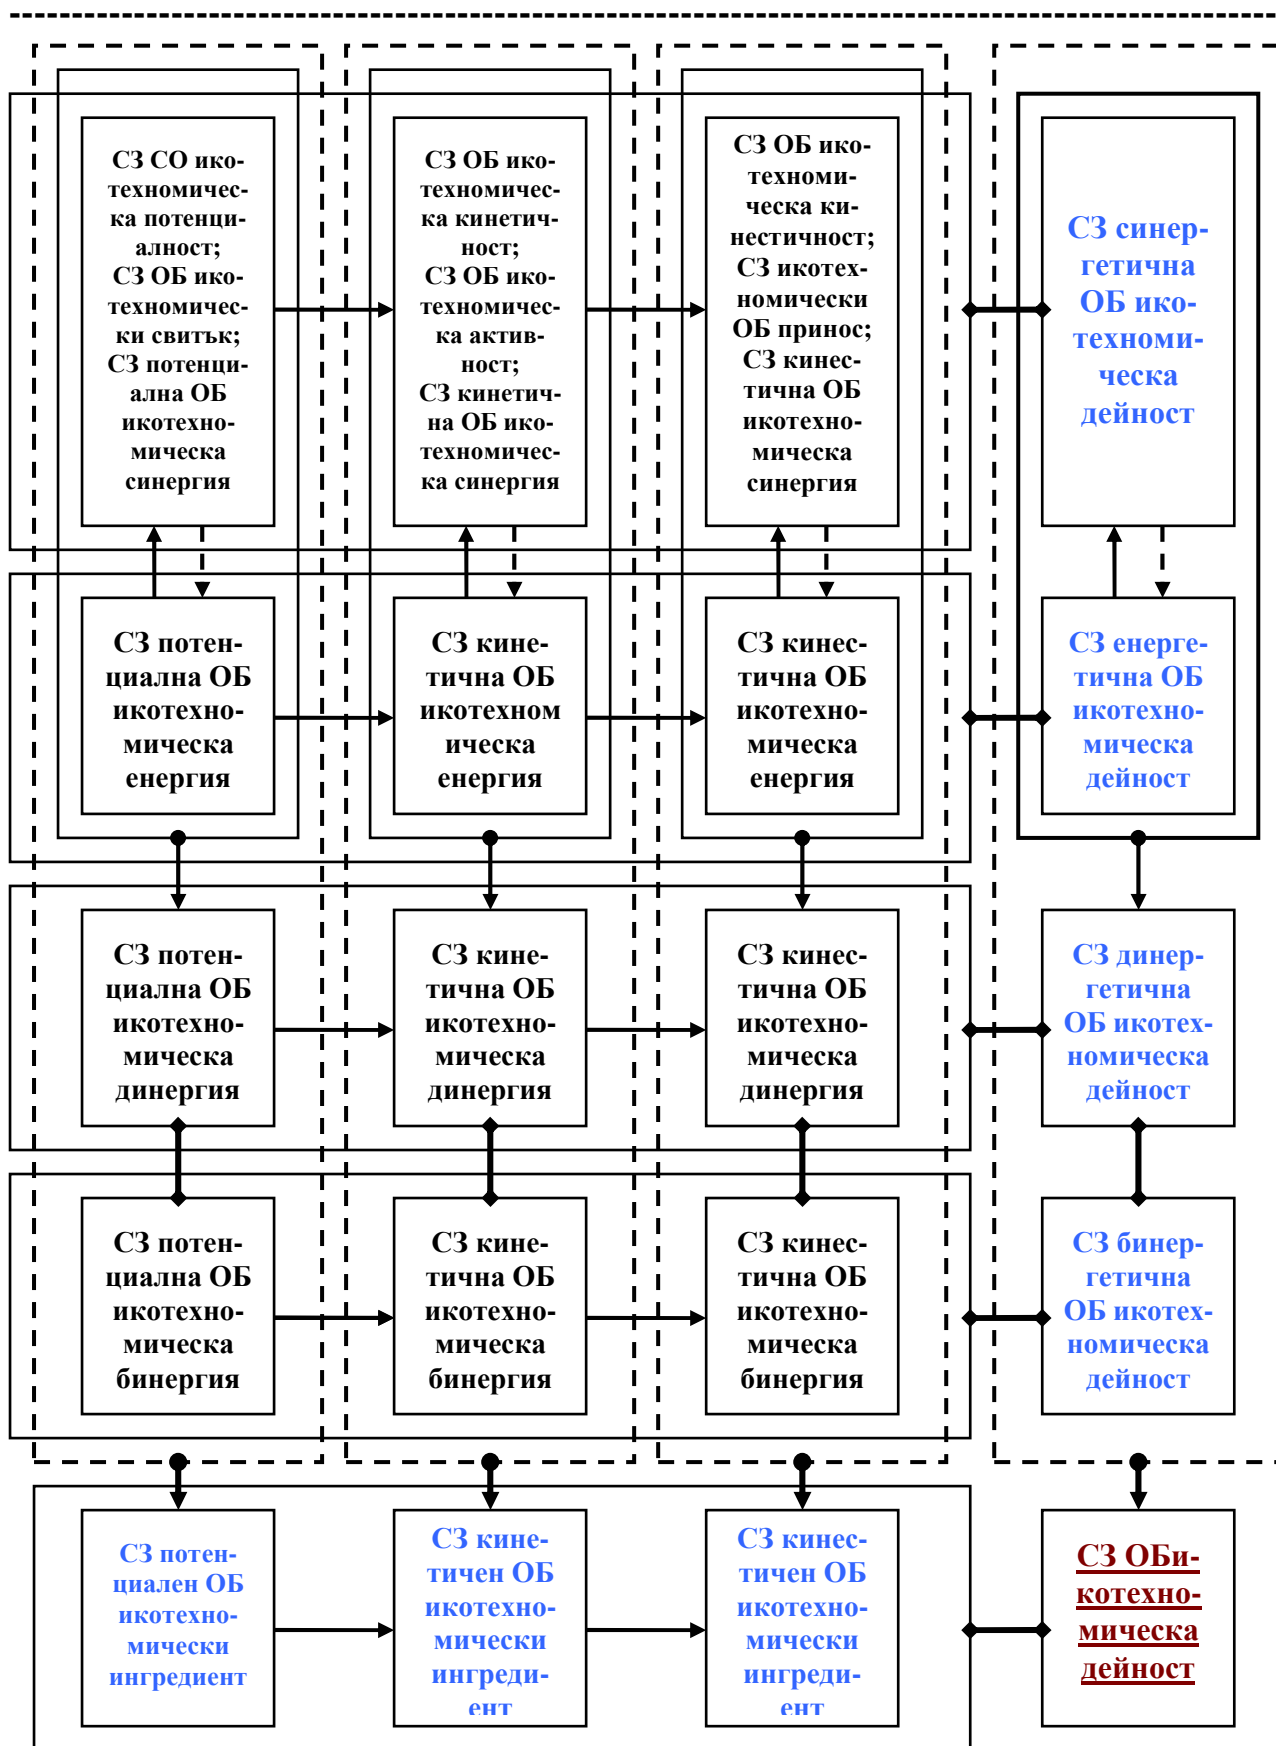 СЗ СО ико-
техномичес-
ка потенци-
алност;
СЗ ОБ ико-
техномичес-
ки свитък;
СЗ потенци-
ална ОБ
икотехно-
мическа
синергия
СЗ ОБ ико-
техномичес-
ка кинетич-
ност;
СЗ ОБ ико-
техномичес-
ка актив-
ност;
СЗ кинетич-
на ОБ ико-
техномичес-
ка синергия
СЗ ОБ ико-
техноми-
ческа ки-
нестичност;
СЗ икотех-
номически
ОБ принос;
СЗ кинес-
тична ОБ
икотехно-
мическа
синергия
СЗ синер-
гетична
ОБ ико-
техноми-
ческа
дейност
СЗ потен-
циална ОБ
икотехно-
мическа
енергия
СЗ кине-
тична ОБ
икотехном
ическа
енергия
СЗ кинес-
тична ОБ
икотехно-
мическа
енергия
СЗ енерге-
тична ОБ
икотехно-
мическа
дейност
СЗ потен-
циална ОБ
икотехно-
мическа
динергия
СЗ кине-
тична ОБ
икотехно-
мическа
динергия
СЗ кинес-
тична ОБ
икотехно-
мическа
динергия
СЗ динер-
гетична
ОБ икотех-
номическа
дейност
СЗ потен-
циална ОБ
икотехно-
мическа
бинергия
СЗ кине-
тична ОБ
икотехно-
мическа
бинергия
СЗ кинес-
тична ОБ
икотехно-
мическа
бинергия
СЗ бинер-
гетична
ОБ икотех-
номическа
дейност
СЗ потен-
циален ОБ
икотехно-
мически
ингредиент
СЗ кине-
тичен ОБ
икотехно-
мически
ингреди-
ент
СЗ кинес-
тичен ОБ
икотехно-
мически
ингреди-
ент
СЗ ОБи-
котехно-
мическа
дейност